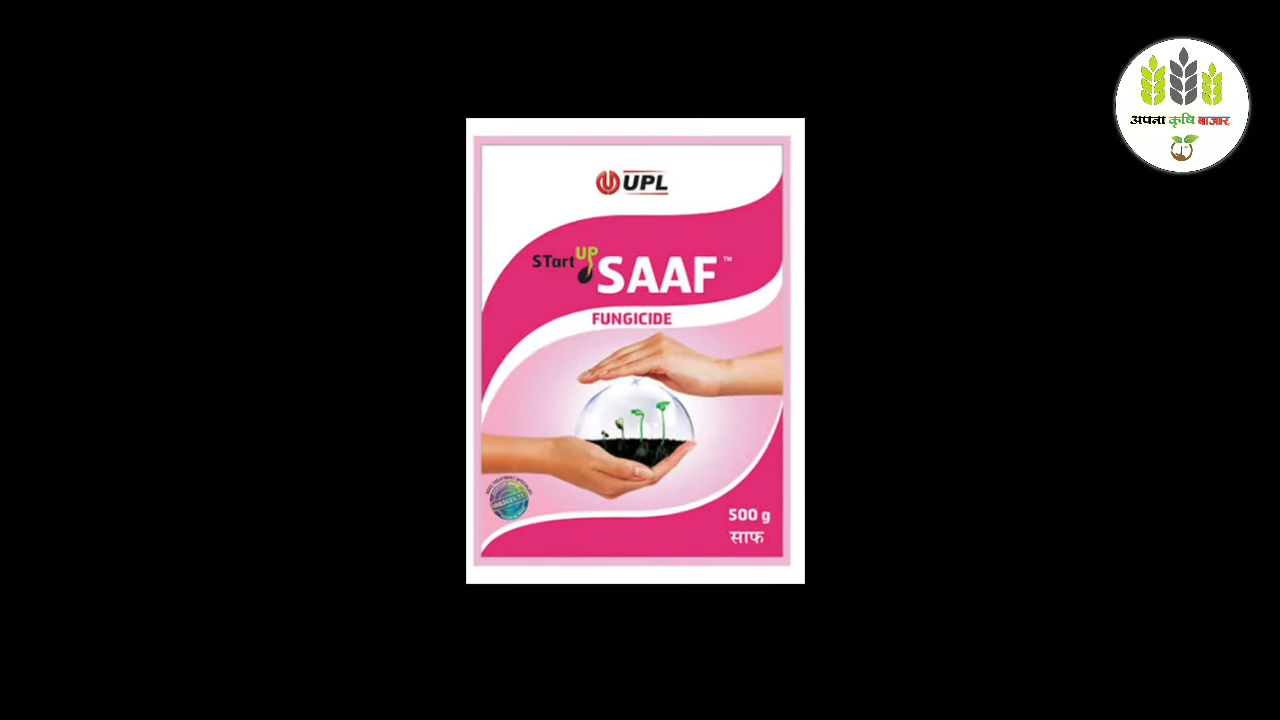 अपना कृषि बाजार
UPL
STart UP SAAF™
FUNGICIDE
500 g
साफ